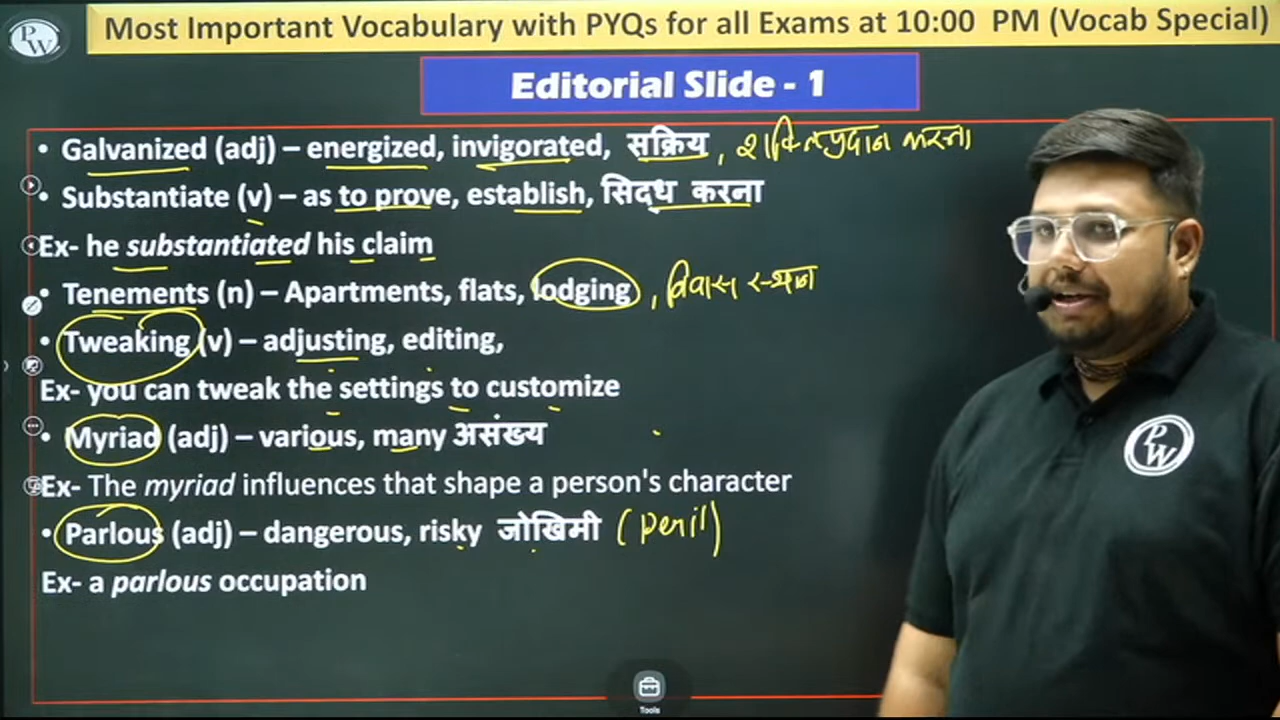 PW
Most Important Vocabulary with PYQs for all Exams at 10:00 PM (Vocab Special)
Editorial Slide - 1
• Galvanized (adj) – energized, invigorated, सक्रिय, शक्ति प्रदान करना
• Substantiate (v) – as to prove, establish, सिद्ध करना
Ex- he substantiated his claim
• Tenements (n) – Apartments, flats, lodging, निवास स्थान
• Tweaking (v) – adjusting, editing,
Ex- you can tweak the settings to customize
• Myriad (adj) – various, many असंख्य
Ex- The myriad influences that shape a person's character
• Parlous (adj) – dangerous, risky जोखिमी (Peril)
Ex- a parlous occupation
PW
Tools